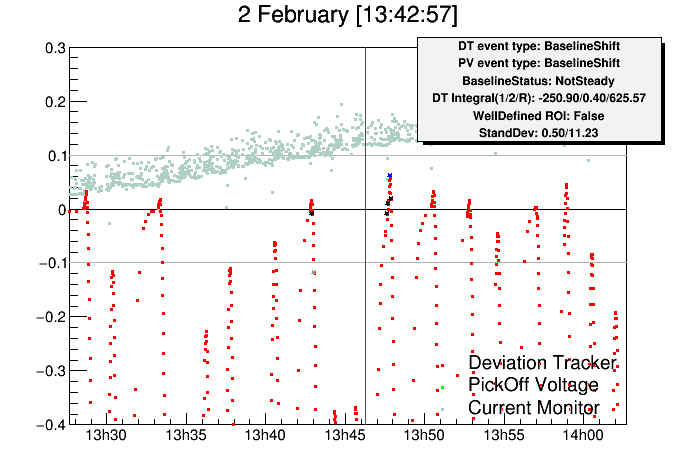 2 February [13:42:57]
DT event type: BaselineShift
PV event type: BaselineShift
BaselineStatus: NotSteady
DT Integral(1/2/R): -250.90/0.40/625.57
WellDefined ROI: False
StandDev: 0.50/11.23
0.3
0.2
0.1
0
−0.1
−0.2
−0.3
−0.4
Deviation Tracker
PickOff Voltage
Current Monitor
13h30 13h35 13h40 13h45 13h50 13h55 14h00